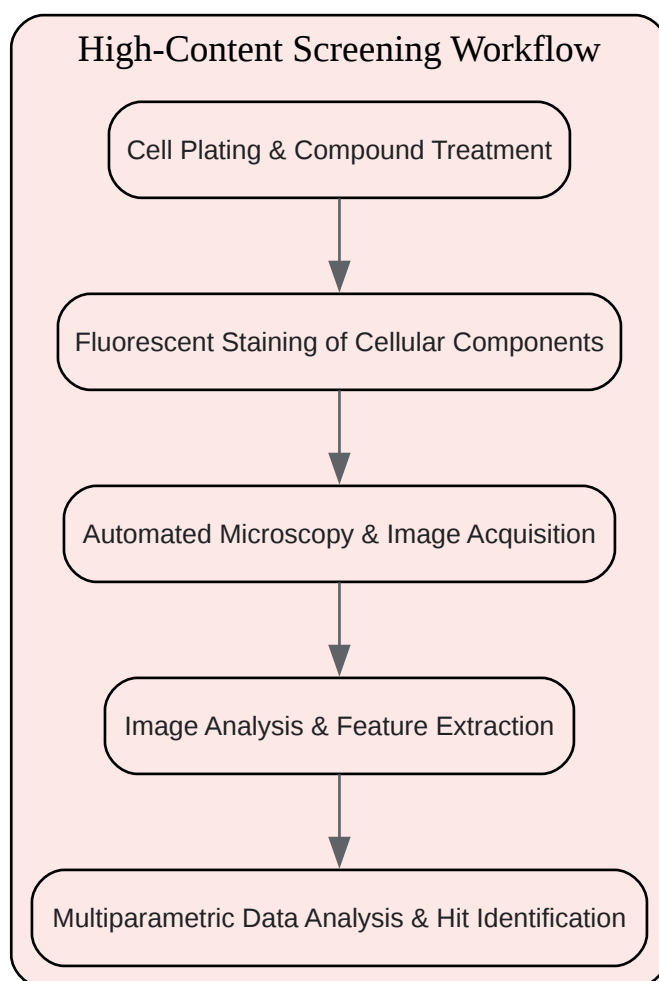 High-Content Screening Workflow
Cell Plating & Compound Treatment
Fluorescent Staining of Cellular Components
Automated Microscopy & Image Acquisition
Image Analysis & Feature Extraction
Multiparametric Data Analysis & Hit Identification